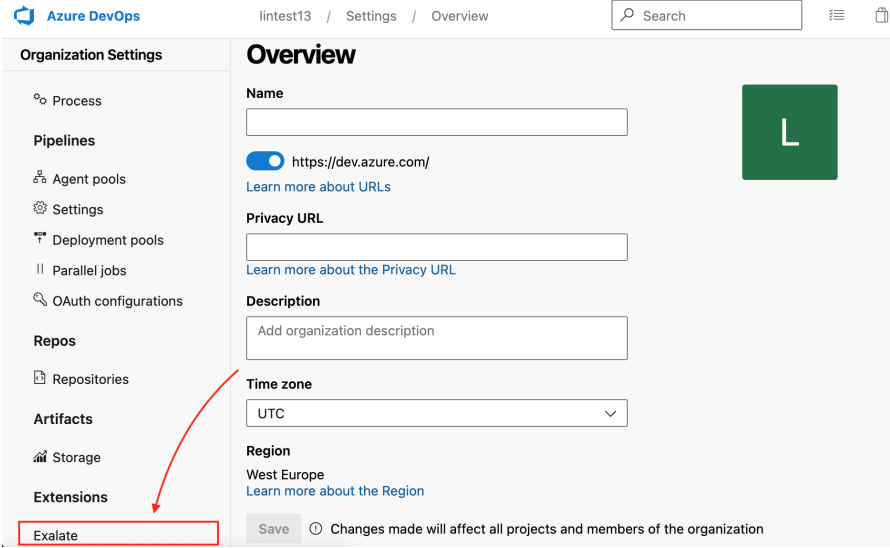 Azure DevOps
lintest13 / Settings / Overview
Search
Organization Settings
Process
Pipelines
Agent pools
Settings
Deployment pools
Parallel jobs
OAuth configurations
Repos
Repositories
Artifacts
Storage
Extensions
Exalate
Overview
Name
https://dev.azure.com/
Learn more about URLs
Privacy URL
Learn more about the Privacy URL
Description
Add organization description
Time zone
UTC
Region
West Europe
Learn more about the Region
Save
Changes made will affect all projects and members of the organization
L